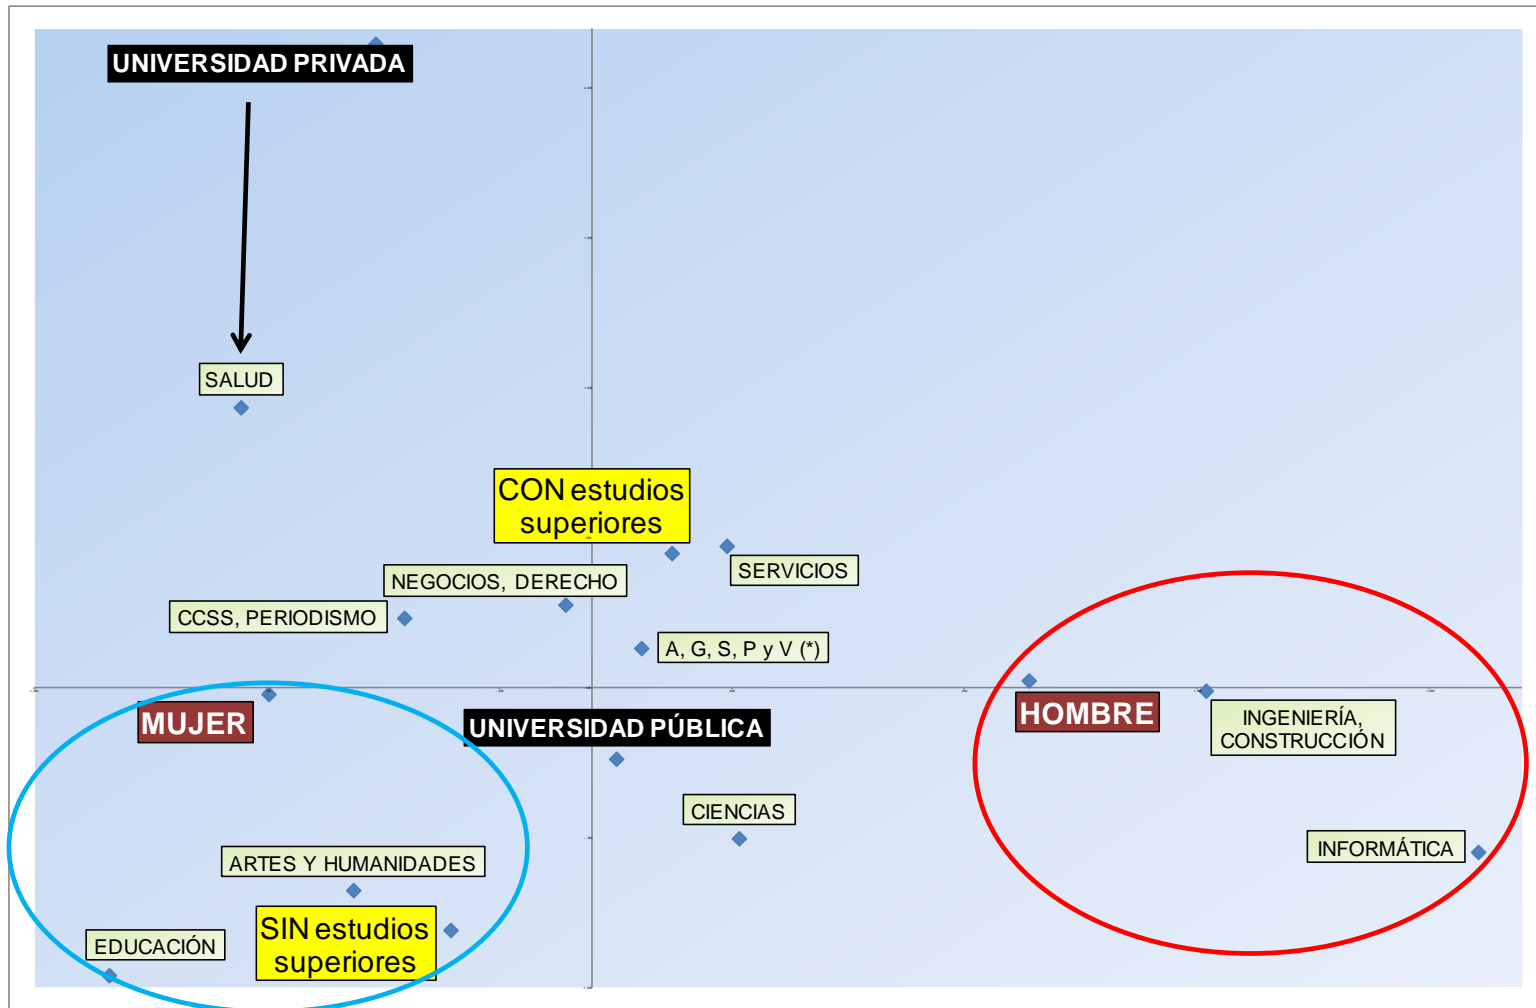 UNIVERSIDAD PRIVADA
SALUD
CON estudios
superiores
SERVICIOS
NEGOCIOS, DERECHO
CCSS, PERIODISMO
A, G, S, P y V (*)
MUJER
UNIVERSIDAD PÚBLICA
HOMBRE
INGENIERÍA,
CONSTRUCCIÓN
CIENCIAS
INFORMÁTICA
ARTES Y HUMANIDADES
SIN estudios
superiores
EDUCACIÓN